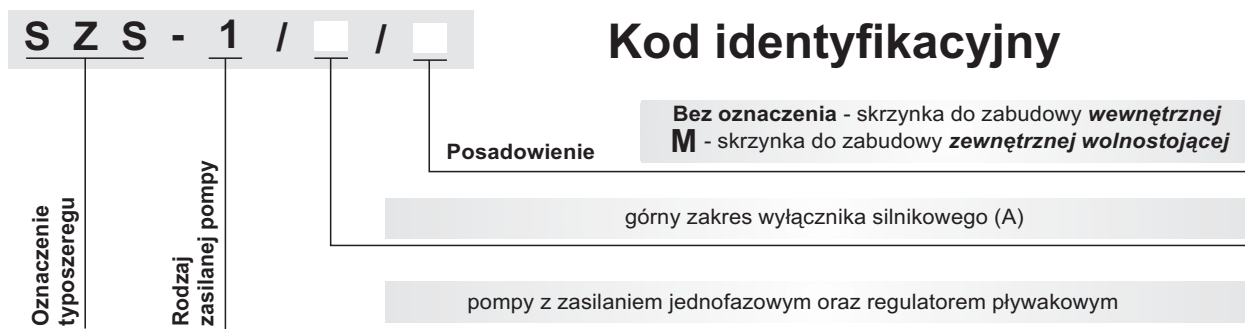 S Z S - 1 / /
Kod identyfikacyjny
Bez oznaczenia - skrzynka do zabudowy wewnętrznej
M - skrzynka do zabudowy zewnętrznej wolnostojącej
Posadowienie
górny zakres wyłącznika silnikowego (A)
pompy z zasilaniem jednofazowym oraz regulatorem pływakowym
Oznaczenie
typoszeregu
Rodzaj
zasilanej pompy